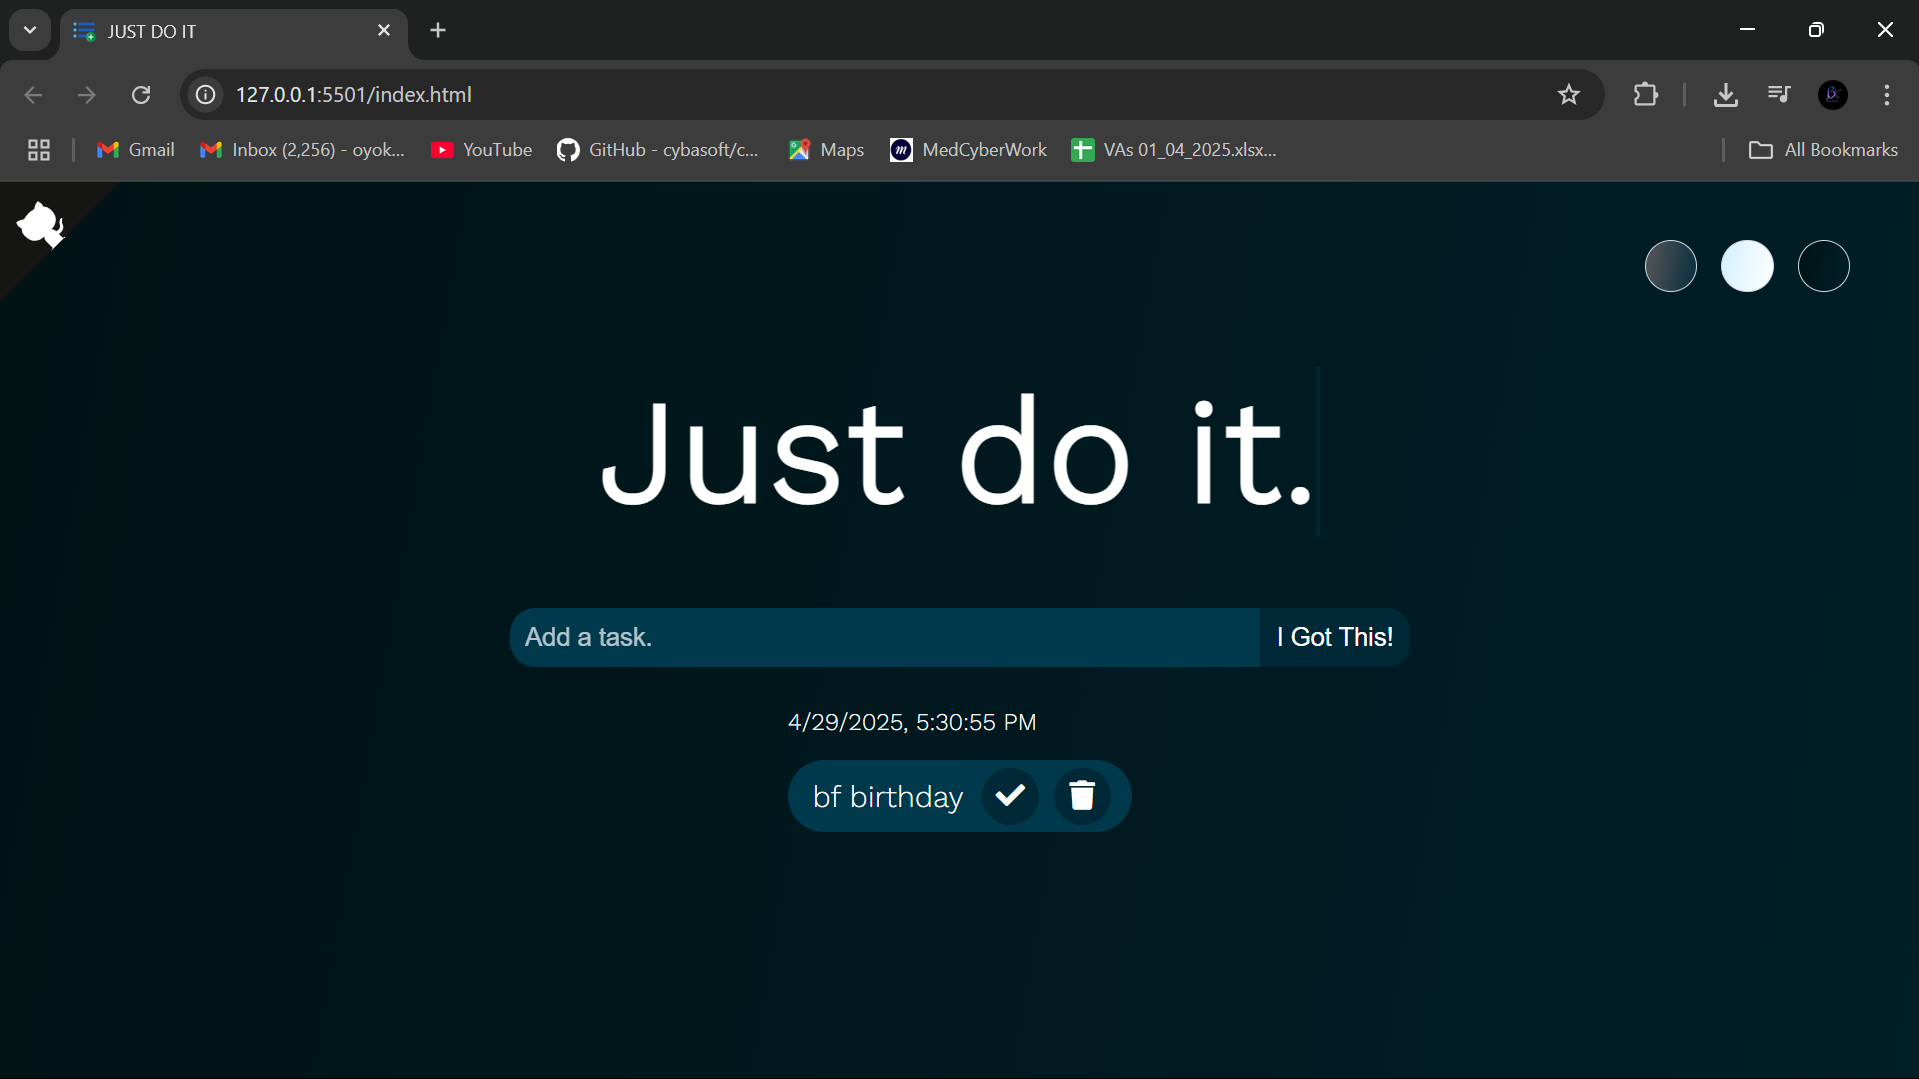 JUST DO IT
127.0.0.1:5501/index.html
Gmail
Inbox (2,256) - oyok...
YouTube
GitHub - cybasoft/c...
Maps
MedCyberWork
VAs 01_04_2025.xlsx...
All Bookmarks
Just do it.
Add a task.
I Got This!
4/29/2025, 5:30:55 PM
bf birthday